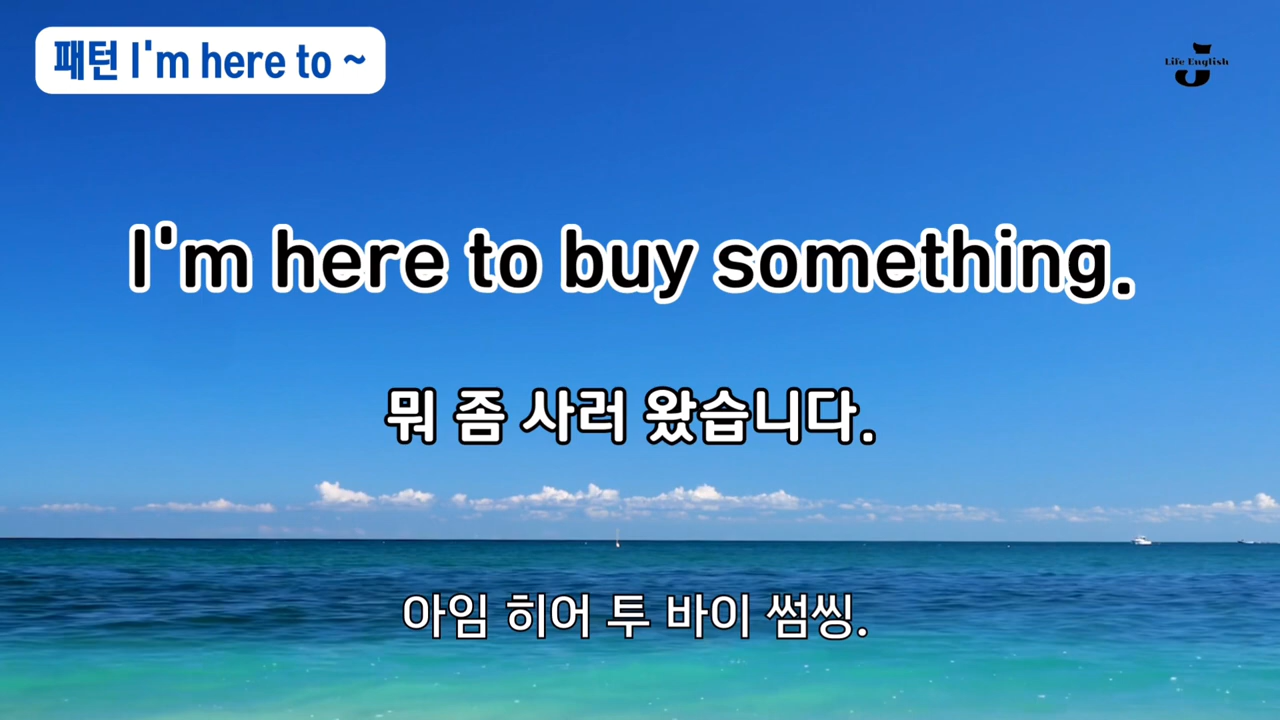 패턴 I'm here to ~
Life English
J
I'm here to buy something.
뭐 좀 사러 왔습니다.
아임 히어 투 바이 썸씽.